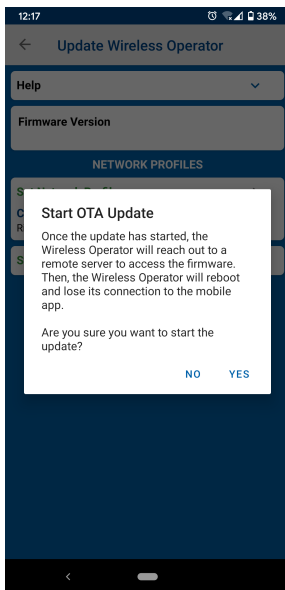 12:17
38%
Update Wireless Operator
Help
Firmware Version
NETWORK PROFILES
Start OTA Update
Once the update has started, the
Wireless Operator will reach out to a
remote server to access the firmware.
Then, the Wireless Operator will reboot
and lose its connection to the mobile
app.
Are you sure you want to start the
update?
NO
YES